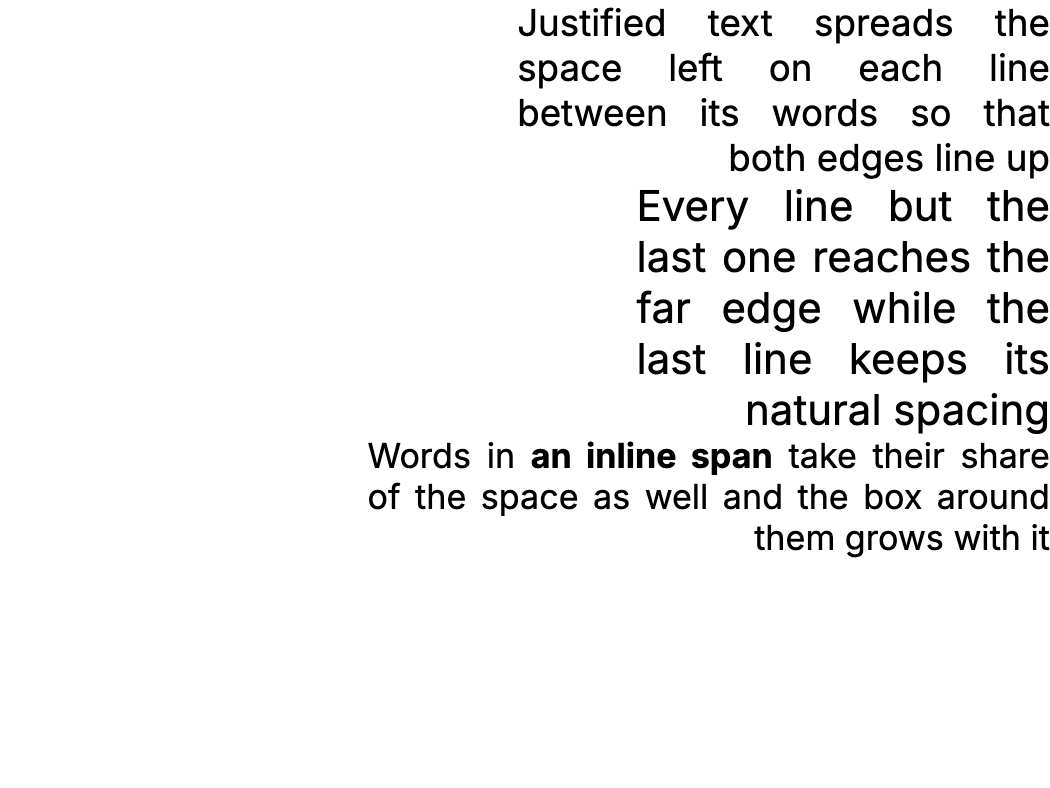 Justified text spreads the
space left on each line
between its words so that
both edges line up
Every line but the
last one reaches the
far edge while the
last line keeps its
natural spacing
Words in an inline span take their share
of the space as well and the box around
them grows with it